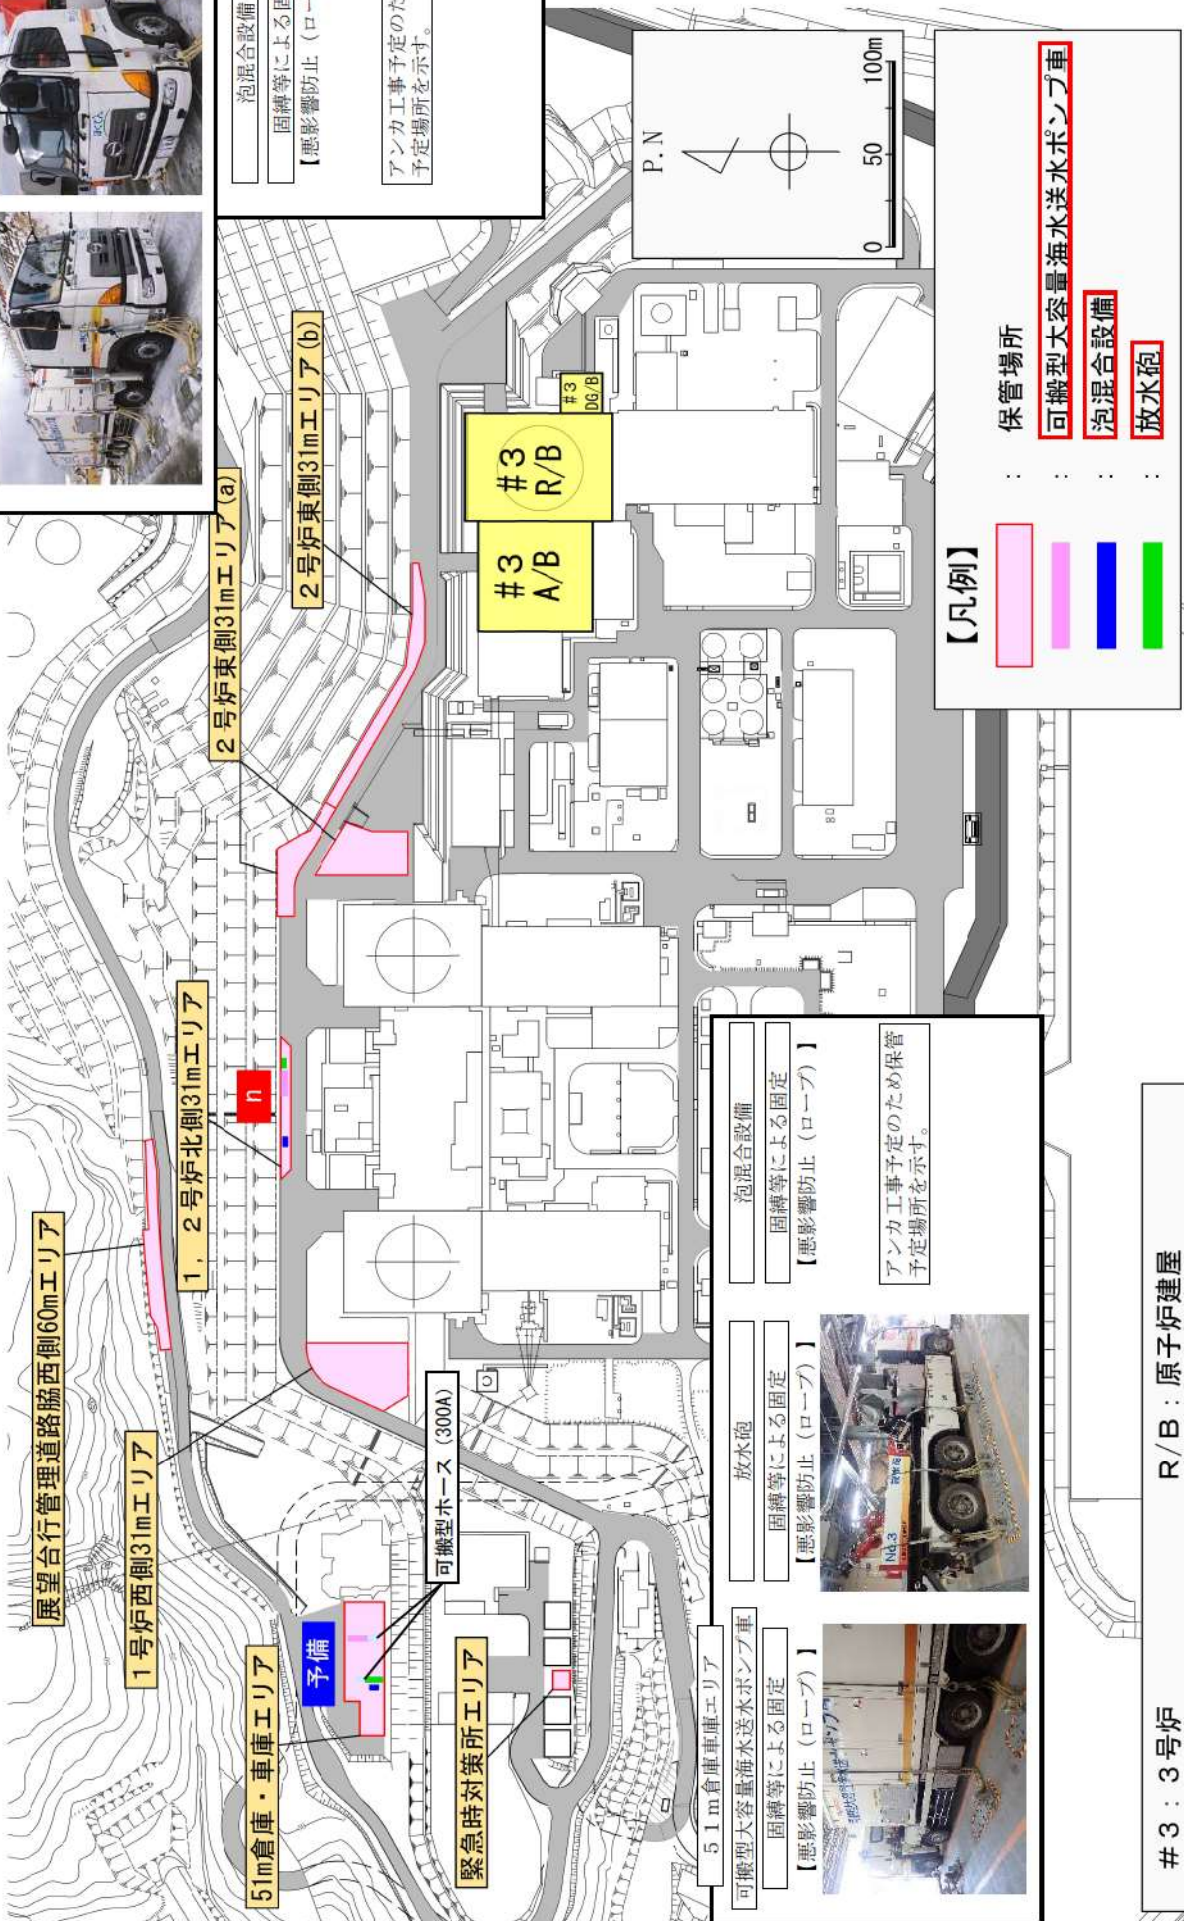 泡混合設備
固縛等による固
【悪影響防止（ロー
アンカ工事予定のた
予定場所を示す。
展望台行管理道路脇西側60mエリア
1号炉西側31mエリア
51m倉庫・車庫エリア
緊急時対策所エリア
予備
可搬型ホース（300A）
1，2号炉北側31mエリア
n
2号炉東側31mエリア(a)
2号炉東側31mエリア(b)
#3
A/B
#3
R/B
#3
DG/B
P.N
0 50 100m
【凡例】
： 保管場所
： 可搬型大容量海水送水ポンプ車
： 泡混合設備
： 放水砲
51m倉庫車庫エリア
可搬型大容量海水送水ポンプ車
固縛等による固定
【悪影響防止（ロープ）】
放水砲
固縛等による固定
【悪影響防止（ロープ）】
No.3
泡混合設備
固縛等による固定
【悪影響防止（ロープ）】
アンカ工事予定のため保管
予定場所を示す。
#3：3号炉
R/B：原子炉建屋